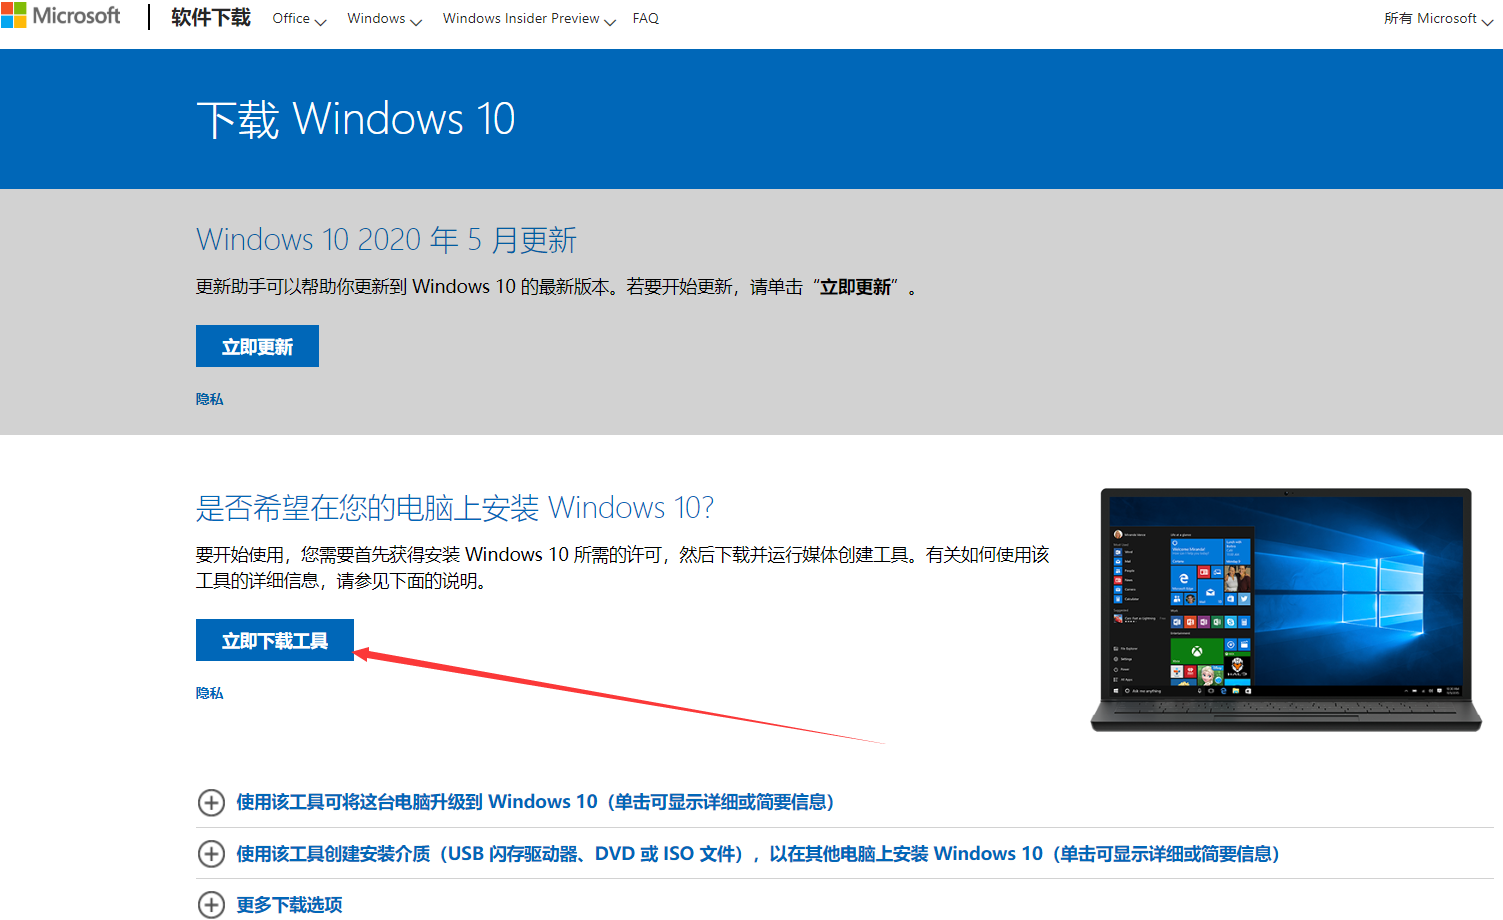 Microsoft
软件下载
Office
Windows
Windows Insider Preview
FAQ
所有 Microsoft
下载 Windows 10
Windows 10 2020 年 5 月更新
更新助手可以帮助你更新到 Windows 10 的最新版本。若要开始更新，请单击“立即更新”。
立即更新
隐私
是否希望在您的电脑上安装 Windows 10?
要开始使用，您需要首先获得安装 Windows 10 所需的许可，然后下载并运行媒体创建工具。有关如何使用该
工具的详细信息，请参见下面的说明。
立即下载工具
隐私
使用该工具可将这台电脑升级到 Windows 10（单击可显示详细或简要信息）
使用该工具创建安装介质（USB 闪存驱动器、DVD 或 ISO 文件），以在其他电脑上安装 Windows 10（单击可显示详细或简要信息）
更多下载选项